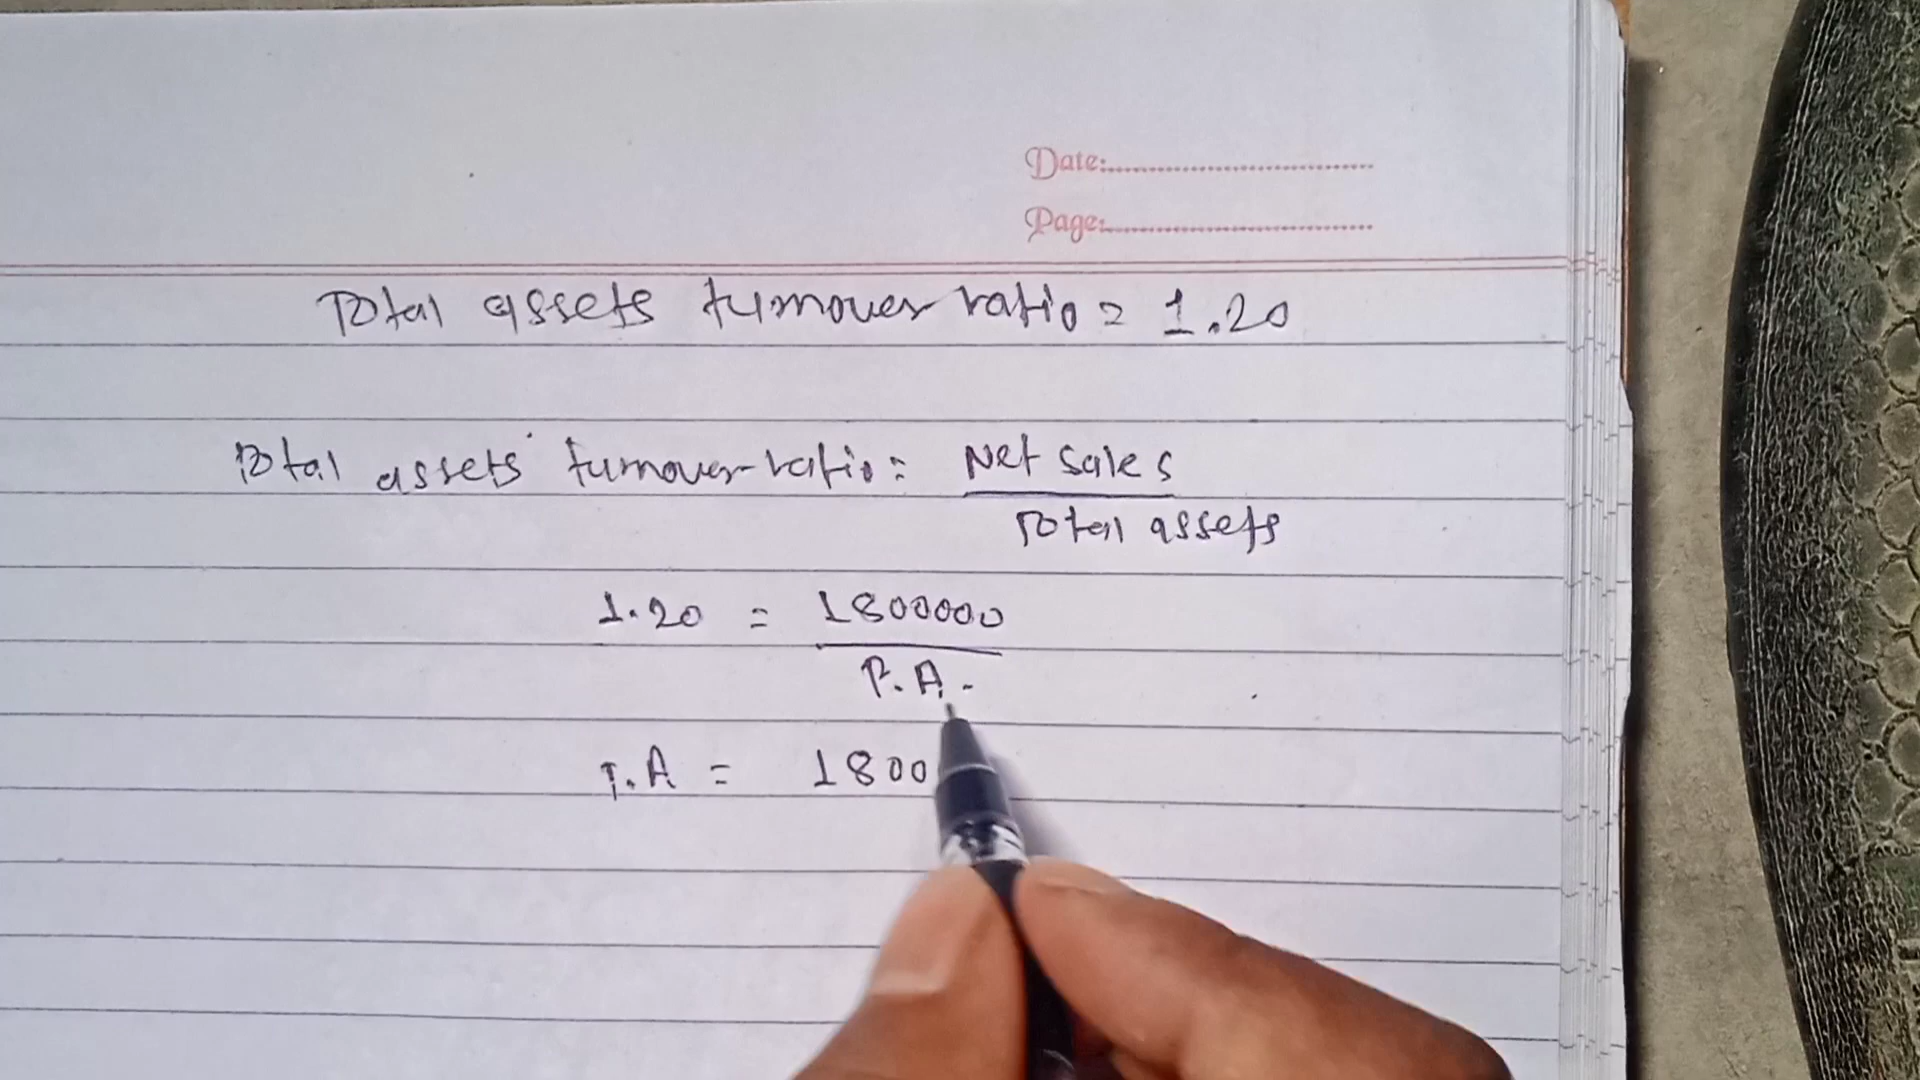 Date:
Page:
Total assets turnover ratio = 1.20
Total assets turnover ratio = Net sales
Total assets
1.20 = 1800000
T.A.
T.A = 1800